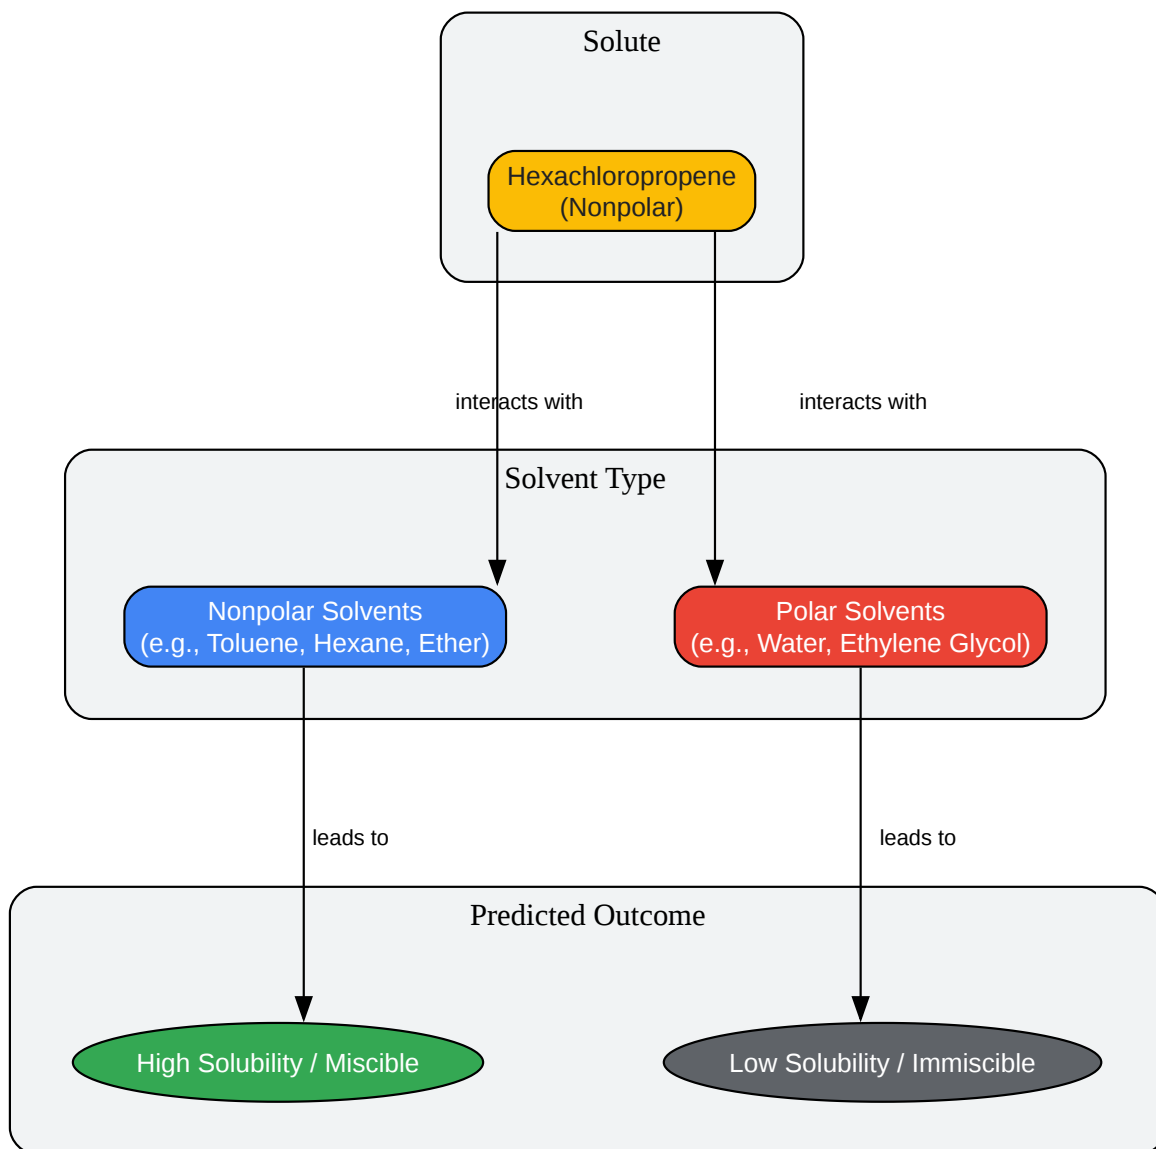 Solute
Hexachloropropene
(Nonpolar)
interacts with
interacts with
Solvent Type
Nonpolar Solvents
(e.g., Toluene, Hexane, Ether)
Polar Solvents
(e.g., Water, Ethylene Glycol)
leads to
leads to
Predicted Outcome
High Solubility / Miscible
Low Solubility / Immiscible